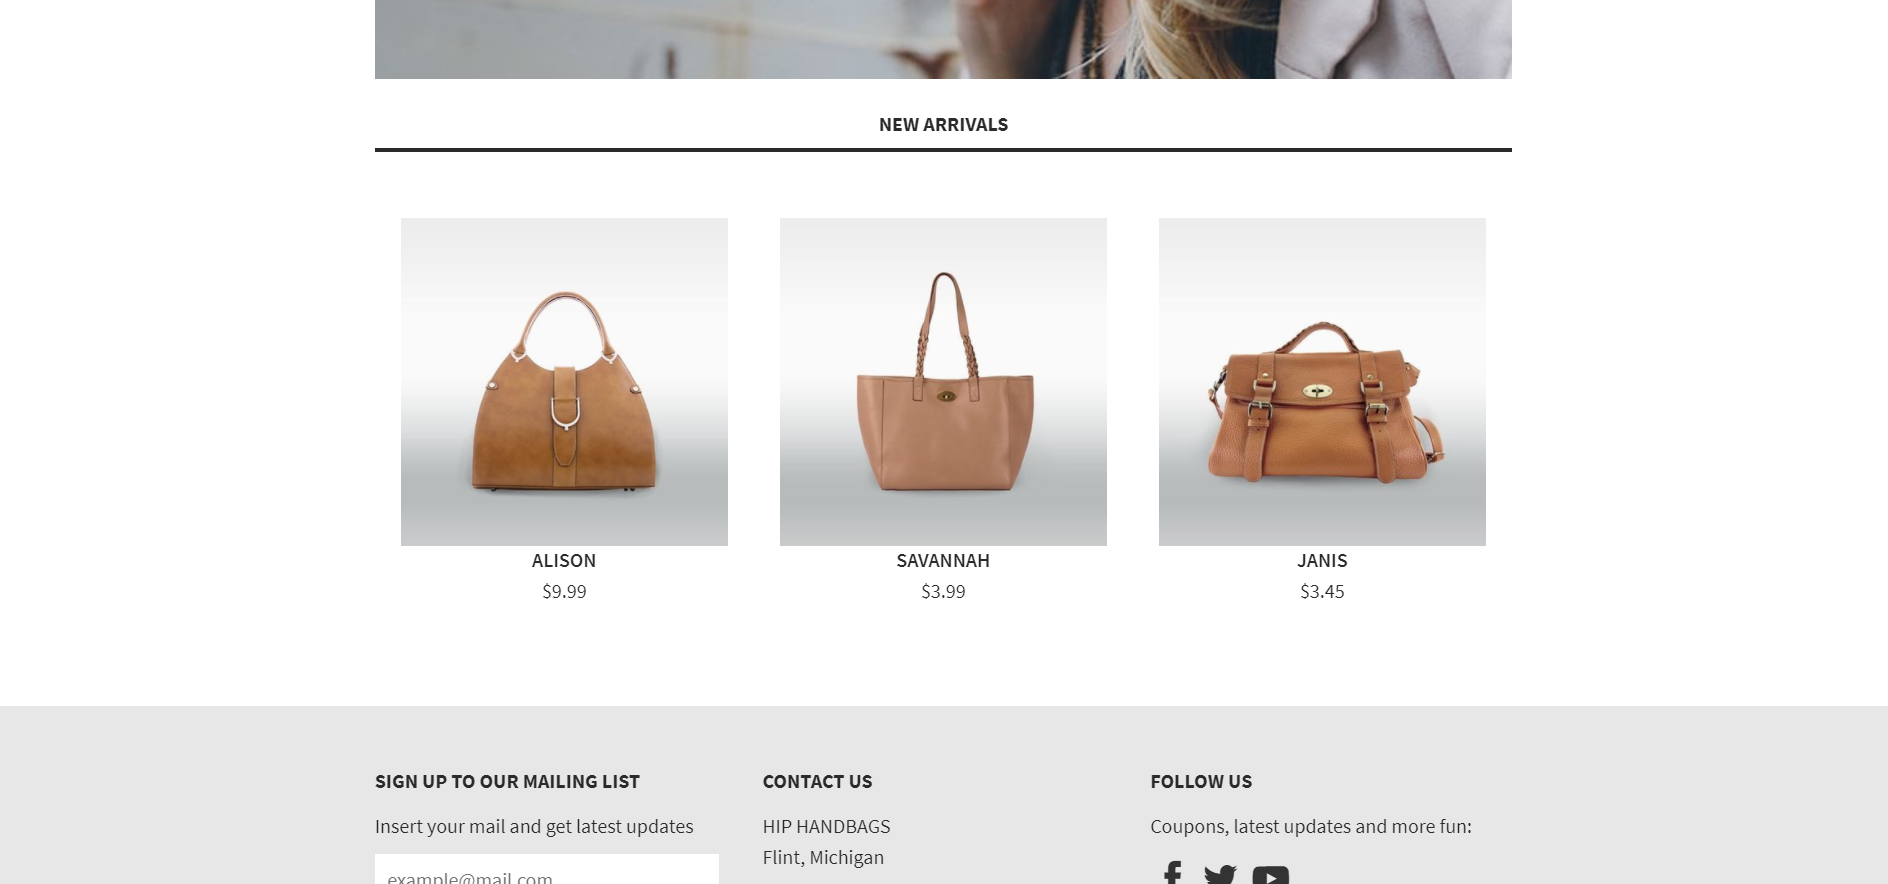 NEW ARRIVALS
ALISON
$9.99
SAVANNAH
$3.99
JANIS
$3.45
SIGN UP TO OUR MAILING LIST
Insert your mail and get latest updates
example@mail.com
CONTACT US
HIP HANDBAGS
Flint, Michigan
FOLLOW US
Coupons, latest updates and more fun: